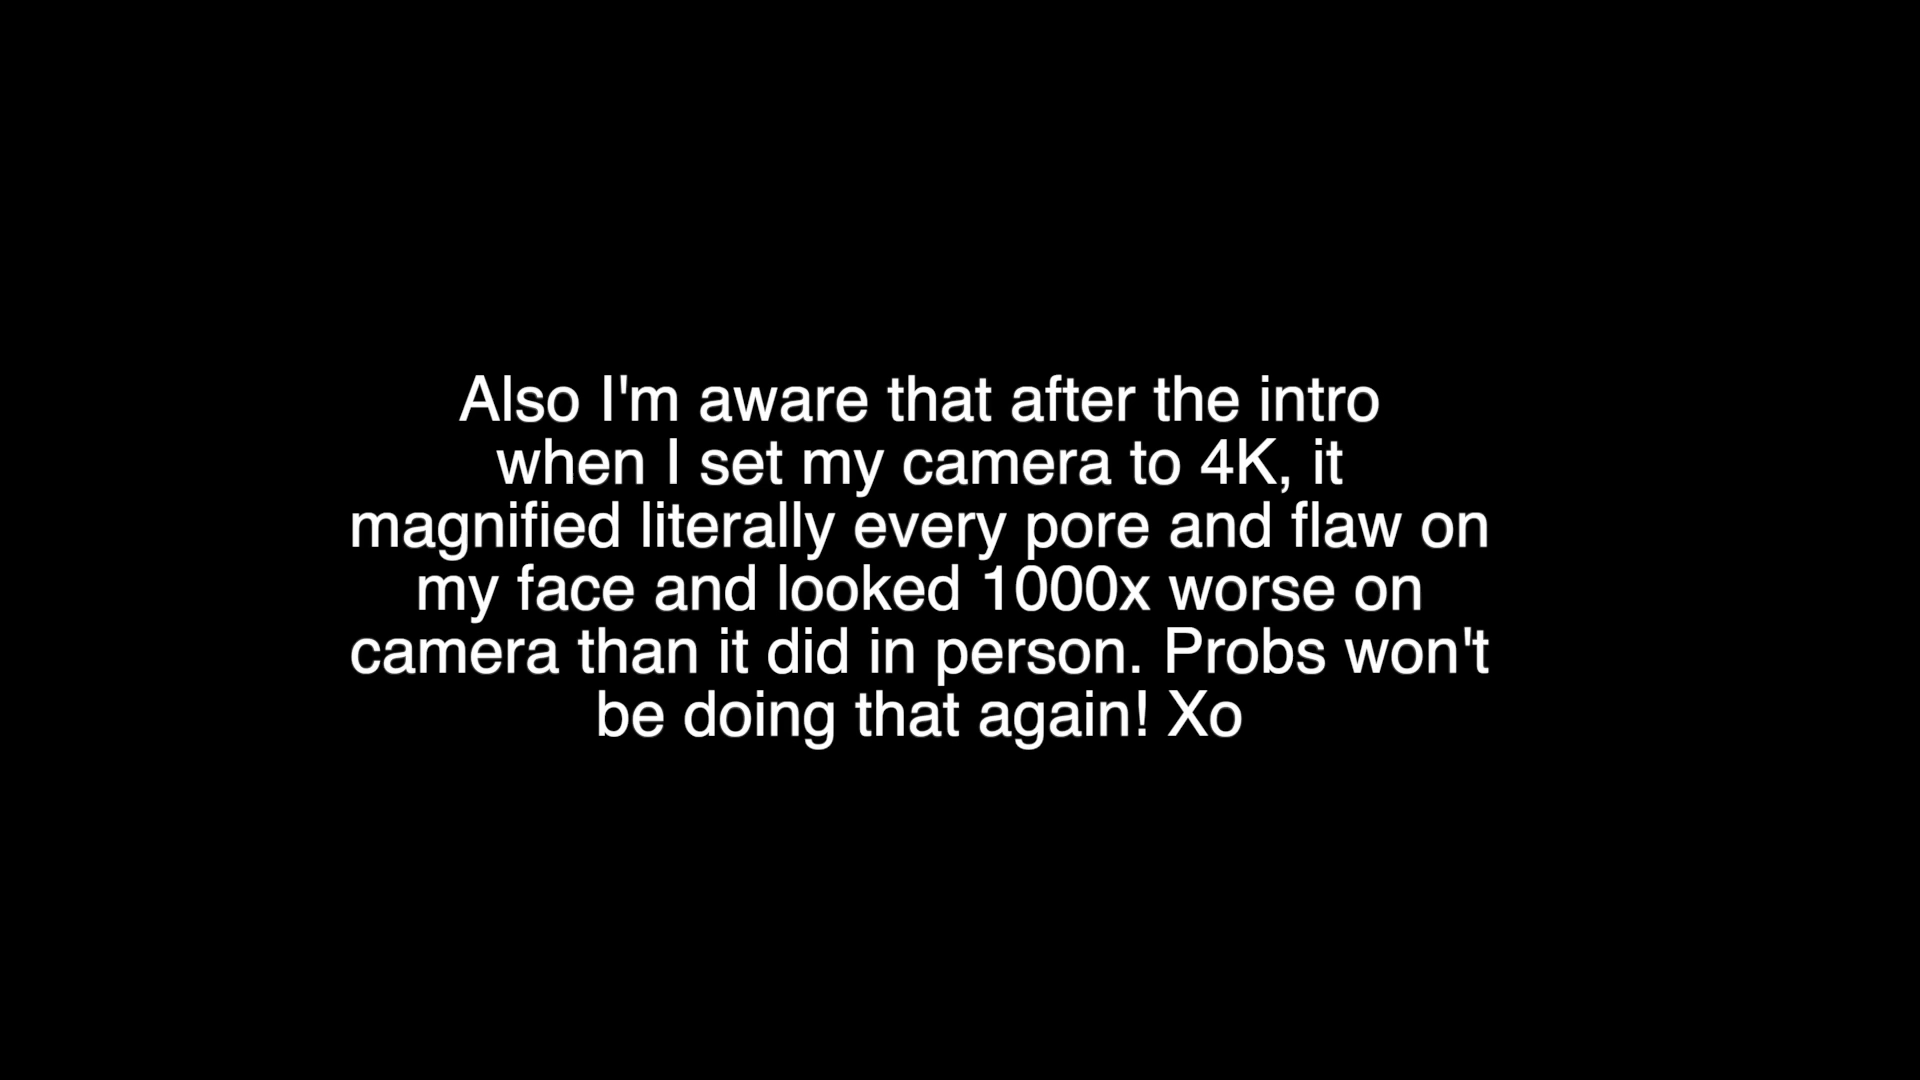 Also I'm aware that after the intro
when I set my camera to 4K, it
magnified literally every pore and flaw on
my face and looked 1000x worse on
camera than it did in person. Probs won't
be doing that again! Xo